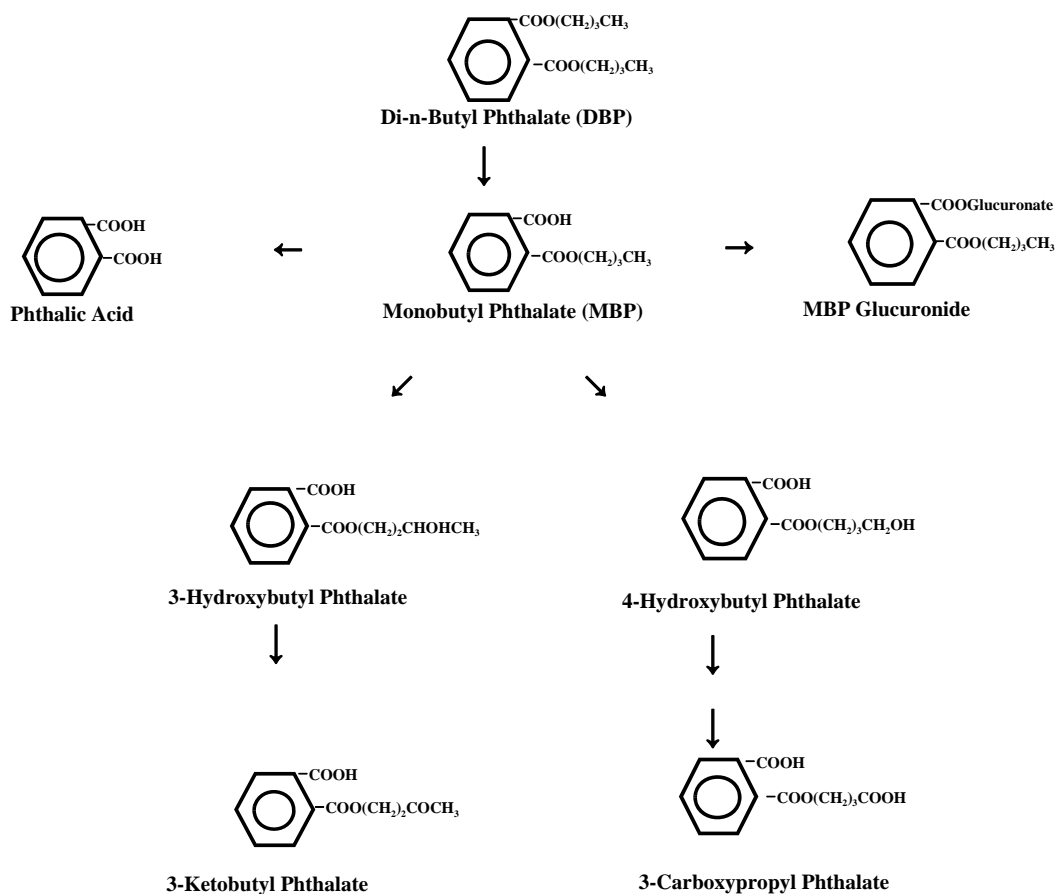 –COO(CH₂)₃CH₃
–COO(CH₂)₃CH₃
Di-n-Butyl Phthalate (DBP)
–COOH
–COOH
Phthalic Acid
–COOH
–COO(CH₂)₃CH₃
Monobutyl Phthalate (MBP)
–COOGlucuronate
–COO(CH₂)₃CH₃
MBP Glucuronide
–COOH
–COO(CH₂)₂CHOHCH₃
3-Hydroxybutyl Phthalate
–COOH
–COO(CH₂)₃CH₂OH
4-Hydroxybutyl Phthalate
–COOH
–COO(CH₂)₂COCH₃
3-Ketobutyl Phthalate
–COOH
–COO(CH₂)₃COOH
3-Carboxypropyl Phthalate